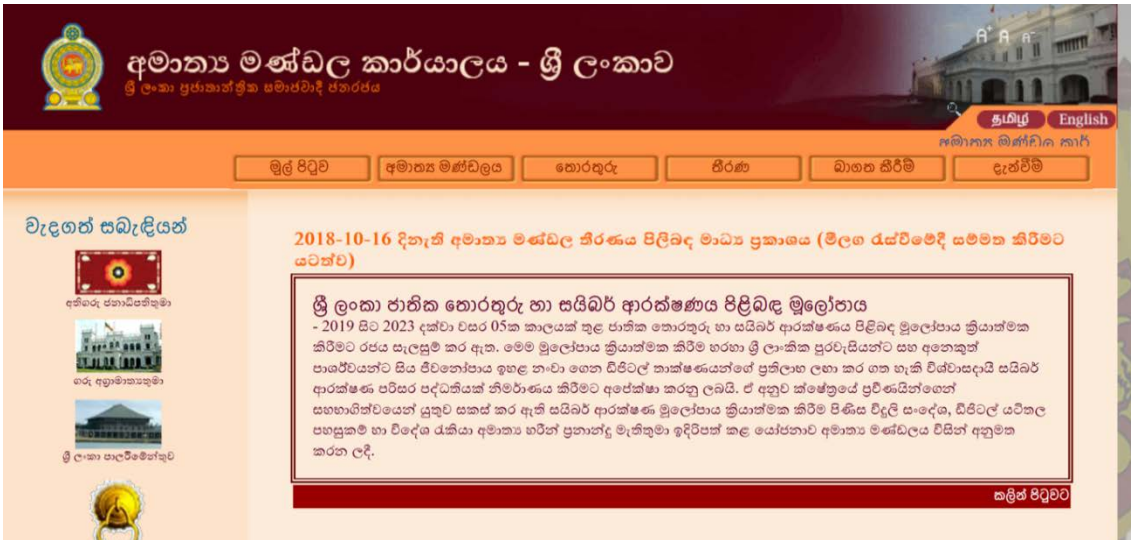 අමාත්‍ය මණ්ඩල කාර්යාලය - ශ්‍රී ලංකාව
ශ්‍රී ලංකා ප්‍රජාතාන්ත්‍රික සමාජවාදී ජනරජය
A+ A A-
தமிழ் English
අමාත්‍ය මණ්ඩල කාර්
මුල් පිටුව අමාත්‍ය මණ්ඩලය තොරතුරු තීරණ බාගත කිරීම් දැන්වීම්
වැදගත් සබැඳියන්
අතිගරු ජනාධිපතිතුමා
ගරු අග්‍රාමාත්‍යතුමා
ශ්‍රී ලංකා පාලර්මේන්තුව
2018-10-16 දිනැති අමාත්‍ය මණ්ඩල තීරණය පිලිබඳ මාධ්‍ය ප්‍රකාශය (මීලග රැස්වීමේදී සම්මත කිරීමට
යටත්ව)
ශ්‍රී ලංකා ජාතික තොරතුරු හා සයිබර් ආරක්ෂණය පිළිබඳ මූලෝපාය
- 2019 සිට 2023 දක්වා වසර 05ක කාලයක් තුළ ජාතික තොරතුරු හා සයිබර් ආරක්ෂණය පිළිබඳ මූලෝපාය ක්‍රියාත්මක
කිරීමට රජය සැලසුම් කර ඇත. මෙම මූලෝපාය ක්‍රියාත්මක කිරීම හරහා ශ්‍රී ලාංකික පුරවැසියන්ට සහ අනෙකුත්
පාර්ශ්වයන්ට සිය ජීවනෝපාය ඉහළ නංවා ගෙන ඩිජිටල් තාක්ෂණයන්ගේ ප්‍රතිලාභ ලඟා කර ගත හැකි විශ්වාසදායී සයිබර්
ආරක්ෂණ පරිසර පද්ධතියක් නිර්මාණය කිරීමට අපේක්ෂා කරනු ලබයි. ඒ අනුව ක්ෂේත්‍රයේ ප්‍රවීණයින්ගෙන්
සහභාගිත්වයෙන් යුතුව සකස් කර ඇති සයිබර් ආරක්ෂණ මූලෝපාය ක්‍රියාත්මක කිරීම පිණිස විදුලි සංදේශ, ඩිජිටල් යටිතල
පහසුකම් හා විදේශ රැකියා අමාත්‍ය හරීන් ප්‍රනාන්දු මැතිතුමා ඉදිරිපත් කළ යෝජනාව අමාත්‍ය මණ්ඩලය විසින් අනුමත
කරන ලදී.
කලින් පිටුවට